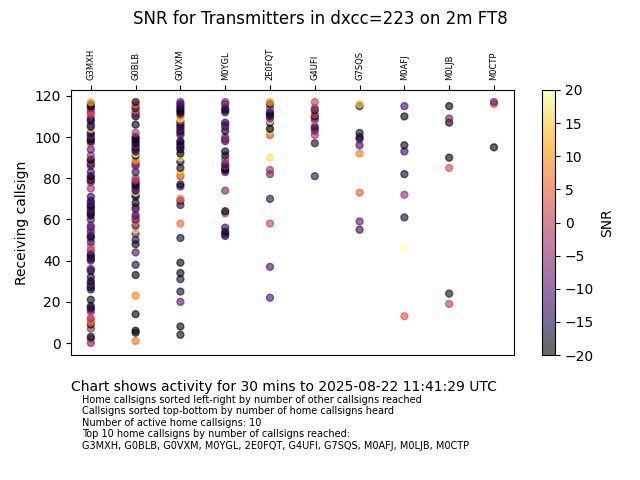 SNR for Transmitters in dxcc=223 on 2m FT8
G3MXH G0BLB G0VXM M0YGL 2E0FQT G4UFI G7SQS M0AFJ M0LJB M0CTP
120
100
80
60
40
20
0
Receiving callsign
20
15
10
5
0
−5
−10
−15
−20
SNR
Chart shows activity for 30 mins to 2025-08-22 11:41:29 UTC
Home callsigns sorted left-right by number of other callsigns reached
Callsigns sorted top-bottom by number of home callsigns heard
Number of active home callsigns: 10
Top 10 home callsigns by number of callsigns reached:
G3MXH, G0BLB, G0VXM, M0YGL, 2E0FQT, G4UFI, G7SQS, M0AFJ, M0LJB, M0CTP